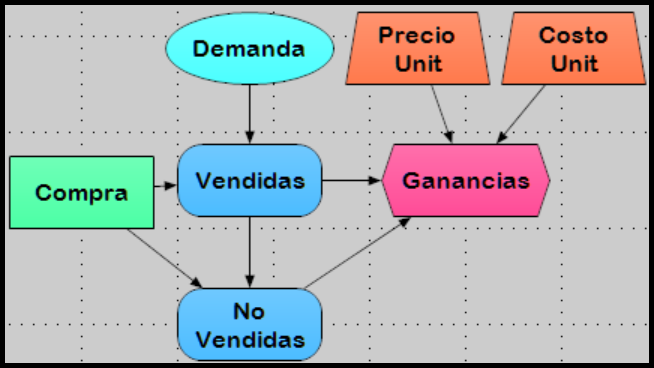 Demanda
Precio
Unit
Costo
Unit
Compra
Vendidas
Ganancias
No
Vendidas